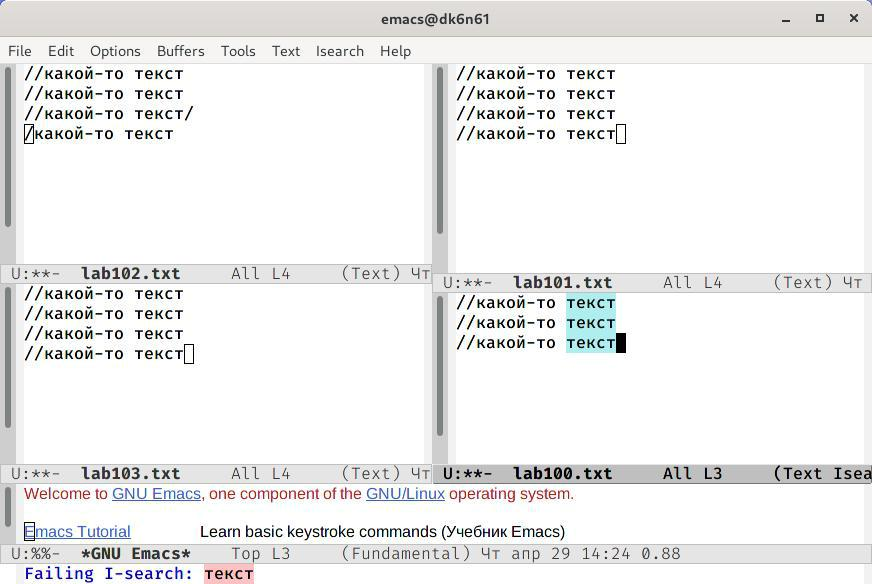 emacs@dk6n61
File Edit Options Buffers Tools Text Isearch Help
//какой-то текст
//какой-то текст
//какой-то текст/
/какой-то текст
U:**- lab102.txt All L4 (Text) Чт
//какой-то текст
//какой-то текст
//какой-то текст
//какой-то текст
U:**- lab101.txt All L4 (Text) Чт
//какой-то текст
//какой-то текст
//какой-то текст
//какой-то текст
U:**- lab103.txt All L4 (Text) Чт
//какой-то текст
//какой-то текст
//какой-то текст
U:**- lab100.txt All L3 (Text Isea
Welcome to GNU Emacs, one component of the GNU/Linux operating system.
Emacs Tutorial Learn basic keystroke commands (Учебник Emacs)
U:%%- *GNU Emacs* Top L3 (Fundamental) Чт апр 29 14:24 0.88
Failing I-search: текст